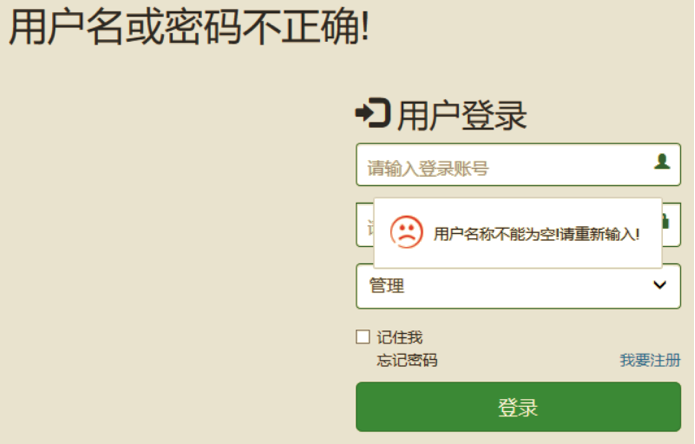 用户名或密码不正确!
用户登录
请输入登录账号
用户名称不能为空!请重新输入!
管理
记住我
忘记密码
我要注册
登录